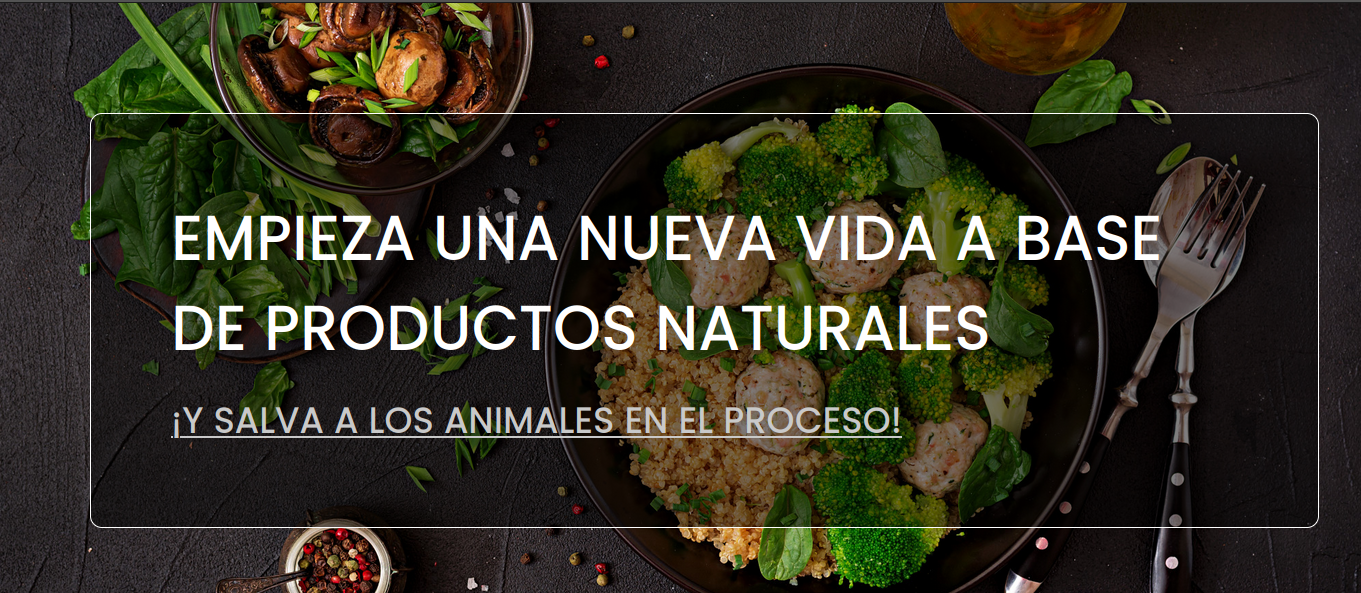 EMPIEZA UNA NUEVA VIDA A BASE
DE PRODUCTOS NATURALES
¡Y SALVA A LOS ANIMALES EN EL PROCESO!